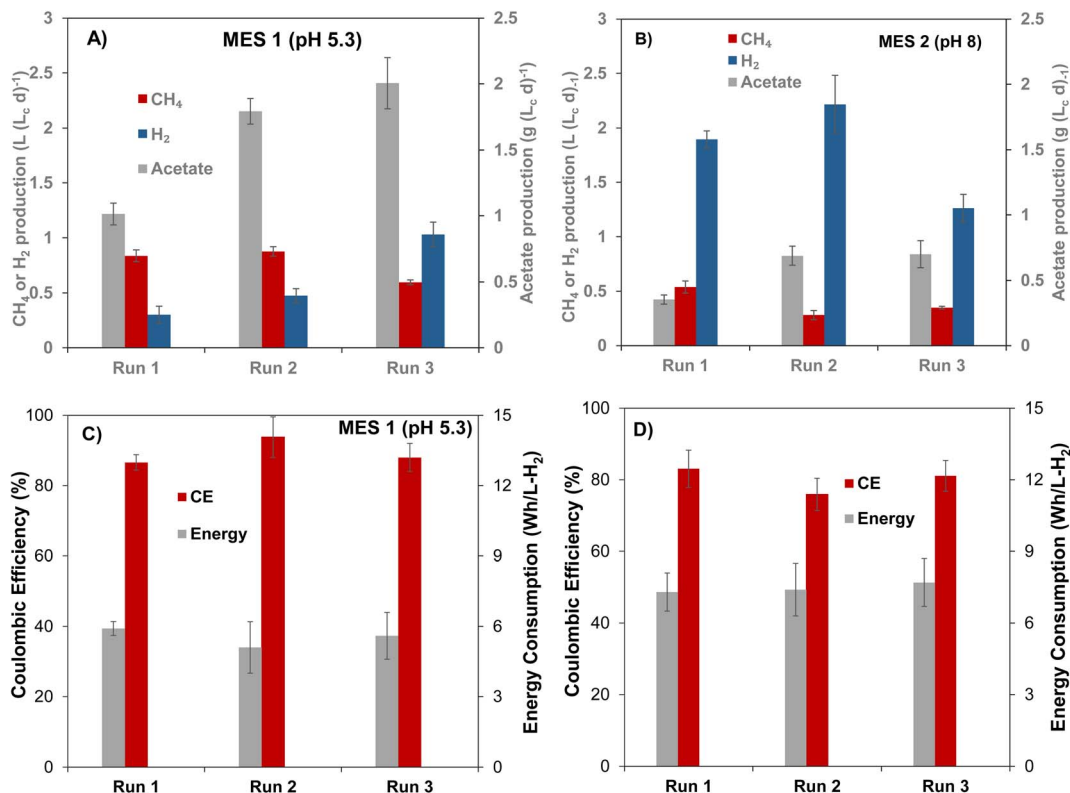 A)
MES 1 (pH 5.3)
CH₄ or H₂ production (L (L꜀ d)⁻¹)
3
2.5
2
1.5
1
0.5
0
CH₄
H₂
Acetate
2.5
2
1.5
1
0.5
0
Acetate production (g (L꜀ d)⁻¹)
Run 1 Run 2 Run 3
B)
MES 2 (pH 8)
CH₄ or H₂ production (L (L꜀ d)₋₁)
3
2.5
2
1.5
1
0.5
0
CH₄
H₂
Acetate
2.5
2
1.5
1
0.5
0
Acetate production (g (L꜀ d)₋₁)
Run 1 Run 2 Run 3
C)
MES 1 (pH 5.3)
Coulombic Efficiency (%)
100
80
60
40
20
0
CE
Energy
15
12
9
6
3
0
Energy Consumption (Wh/L-H₂)
Run 1 Run 2 Run 3
D)
Coulombic Efficiency (%)
100
80
60
40
20
0
CE
Energy
15
12
9
6
3
0
Energy Consumption (Wh/L-H₂)
Run 1 Run 2 Run 3